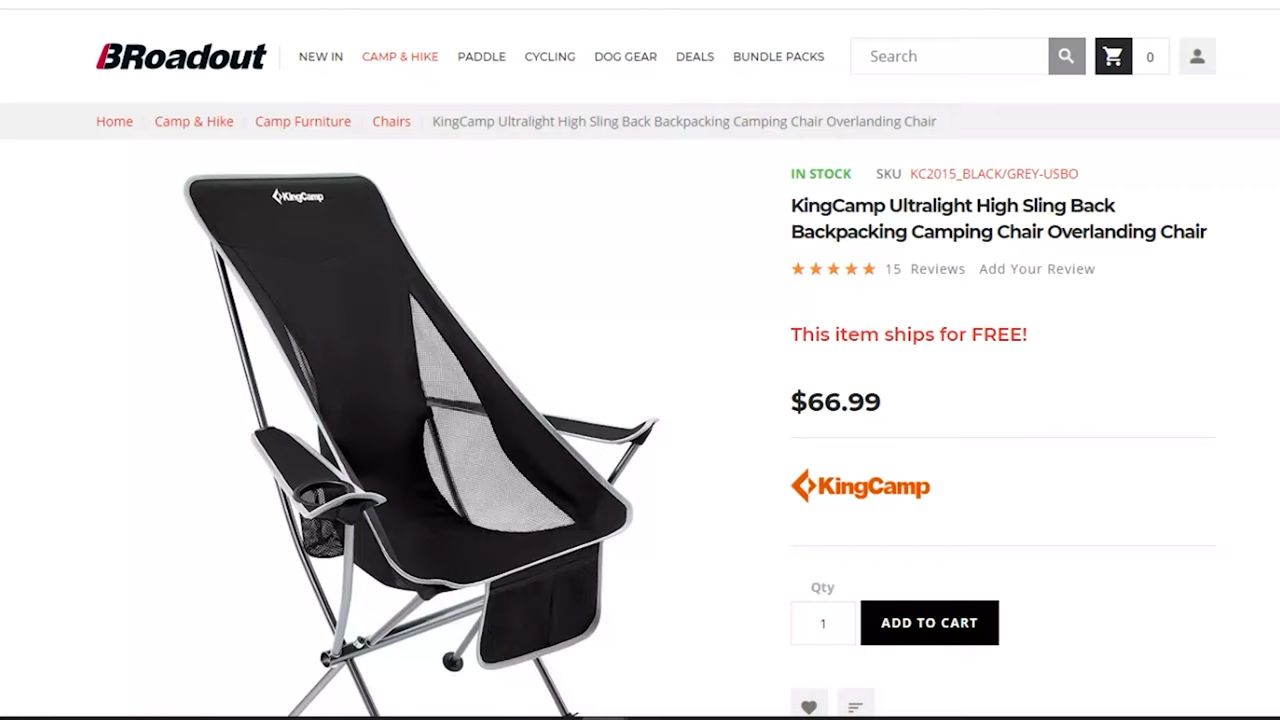 BRoadout
NEW IN CAMP & HIKE PADDLE CYCLING DOG GEAR DEALS BUNDLE PACKS
Search
0
Home Camp & Hike Camp Furniture Chairs KingCamp Ultralight High Sling Back Backpacking Camping Chair Overlanding Chair
KingCamp
IN STOCK SKU KC2015_BLACK/GREY-USBO
KingCamp Ultralight High Sling Back
Backpacking Camping Chair Overlanding Chair
15 Reviews Add Your Review
This item ships for FREE!
$66.99
KingCamp
Qty
1
ADD TO CART